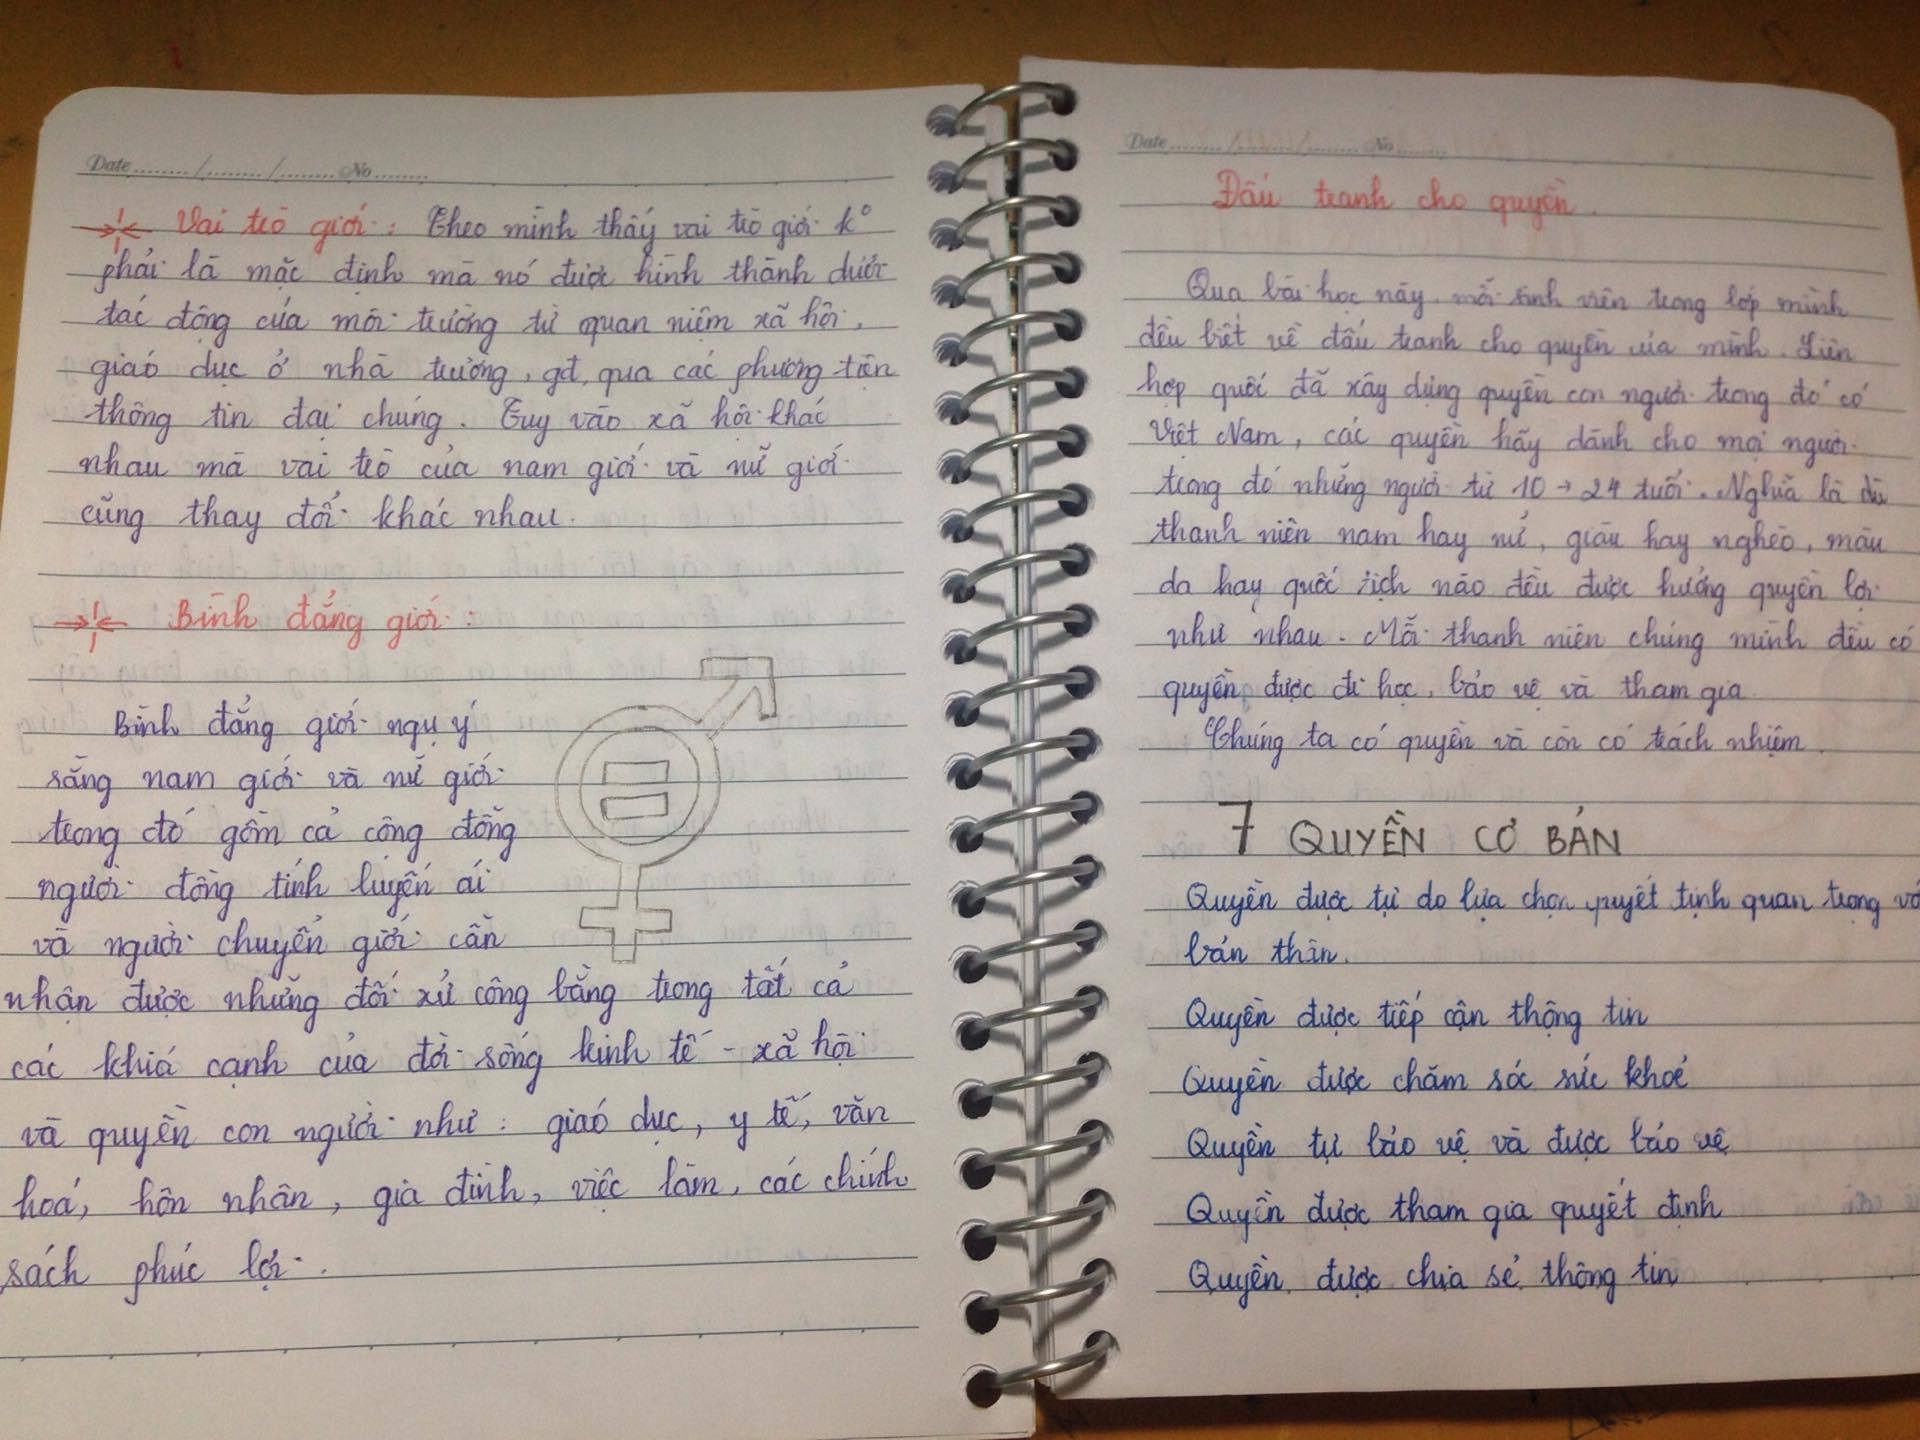 Date ........ / ........ / ........ No ........
Vai trò giới : Theo mình thấy vai trò giới k°
phải là mặc định mà nó được hình thành dưới
tác động của môi trường từ quan niệm xã hội,
giáo dục ở nhà trường, gđ, qua các phương tiện
thông tin đại chúng. Tuy vào xã hội khác
nhau mà vai trò của nam giới và nữ giới
cũng thay đổi khác nhau.
Bình đẳng giới :
Bình đẳng giới ngụ ý
rằng nam giới và nữ giới
trong đó gồm cả cộng đồng
người đồng tính luyến ái
và người chuyển giới cần
nhận được những đối xử công bằng trong tất cả
các khiá cạnh của đời sống kinh tế - xã hội
và quyền con người như : giáo dục, y tế, văn
hoá, hôn nhân, gia đình, việc làm, các chính
sách phúc lợi.
Date ........ / ........ / ........ No ........
Đấu tranh cho quyền.
Qua bài học này, mỗi sinh viên trong lớp mình
đều biết về đấu tranh cho quyền của mình. Liên
hợp quốc đã xây dựng quyền con người trong đó có
Việt Nam, các quyền hãy dành cho mọi người
trong đó những người từ 10 → 24 tuổi. Nghĩa là dù
thanh niên nam hay nữ, giàu hay nghèo, màu
da hay quốc tịch nào đều được hưởng quyền lợi
như nhau. Mỗi thanh niên chúng mình đều có
quyền được đi học, bảo vệ và tham gia
Chúng ta có quyền và còn có trách nhiệm.
7 QUYỀN CƠ BẢN
Quyền được tự do lựa chọn quyết định quan trọng về
bản thân.
Quyền được tiếp cận thông tin
Quyền được chăm sóc sức khoẻ
Quyền tự bảo vệ và được bảo vệ
Quyền được tham gia quyết định
Quyền được chia sẻ thông tin